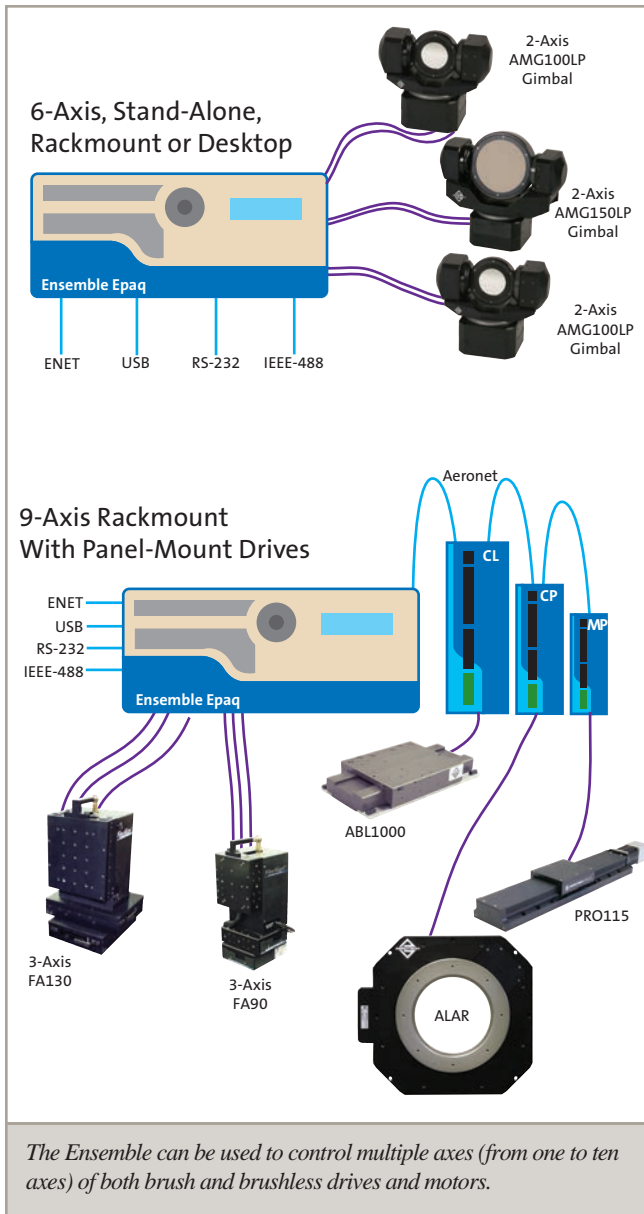 6-Axis, Stand-Alone,
Rackmount or Desktop
2-Axis
AMG100LP
Gimbal
2-Axis
AMG150LP
Gimbal
2-Axis
AMG100LP
Gimbal
Ensemble Epaq
ENET
USB
RS-232
IEEE-488
9-Axis Rackmount
With Panel-Mount Drives
Aeronet
CL
CP
MP
ENET
USB
RS-232
IEEE-488
Ensemble Epaq
ABL1000
PRO115
3-Axis
FA130
3-Axis
FA90
ALAR
The Ensemble can be used to control multiple axes (from one to ten
axes) of both brush and brushless drives and motors.